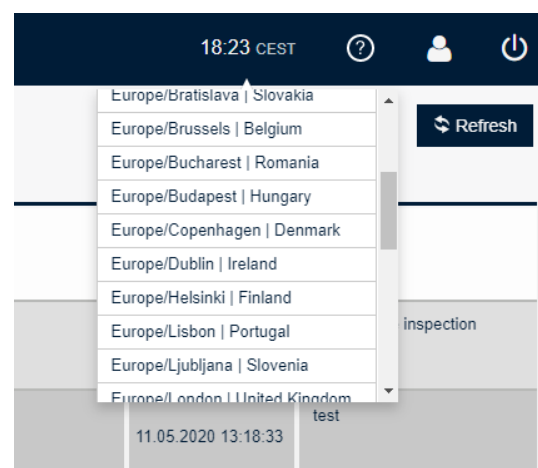 18:23 CEST
Europe/Bratislava | Slovakia
Europe/Brussels | Belgium
Refresh
Europe/Bucharest | Romania
Europe/Budapest | Hungary
Europe/Copenhagen | Denmark
Europe/Dublin | Ireland
Europe/Helsinki | Finland
Europe/Lisbon | Portugal
inspection
Europe/Ljubljana | Slovenia
Europe/London | United Kingdom
test
11.05.2020 13:18:33